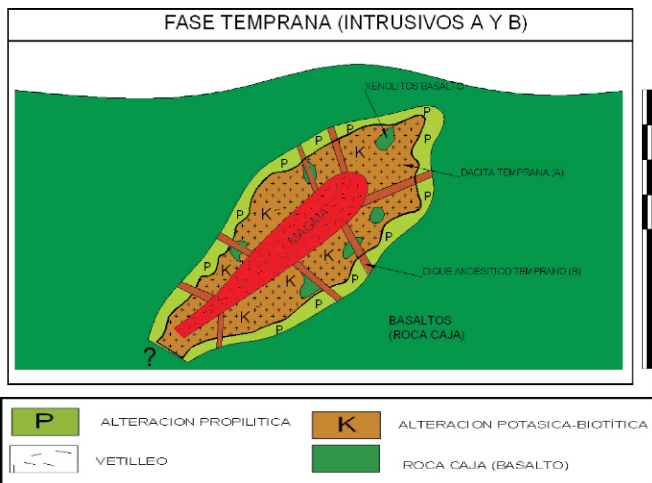 FASE TEMPRANA (INTRUSIVOS A Y B)
XENOLITOS BASALTO
P
P
P
P
K
K
P
DACITA TEMPRANA (A)
P
K
P
MAGMA
P
K
K
P
K
P
DIQUE ANDESITICO TEMPRANO (B)
P
K
K
P
BASALTOS
(ROCA CAJA)
P
?
P ALTERACION PROPILITICA
K ALTERACION POTASICA-BIOTÍTICA
VETILLEO
ROCA CAJA (BASALTO)